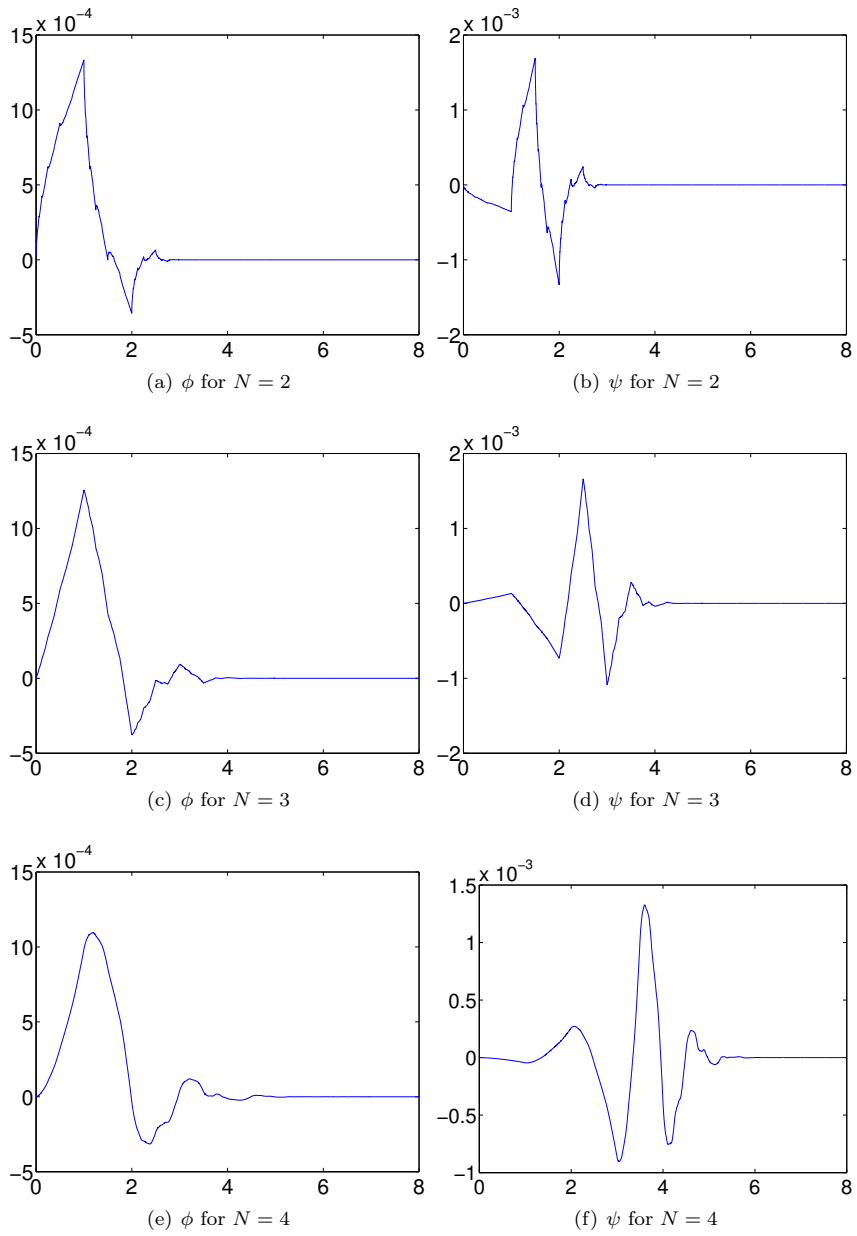 15 x 10⁻⁴
10
5
0
−5
0 2 4 6 8
(a) ϕ for N = 2
2 x 10⁻³
1
0
−1
−2
0 2 4 6 8
(b) ψ for N = 2
15 x 10⁻⁴
10
5
0
−5
0 2 4 6 8
(c) ϕ for N = 3
2 x 10⁻³
1
0
−1
−2
0 2 4 6 8
(d) ψ for N = 3
15 x 10⁻⁴
10
5
0
−5
0 2 4 6 8
(e) ϕ for N = 4
1.5 x 10⁻³
1
0.5
0
−0.5
−1
0 2 4 6 8
(f) ψ for N = 4